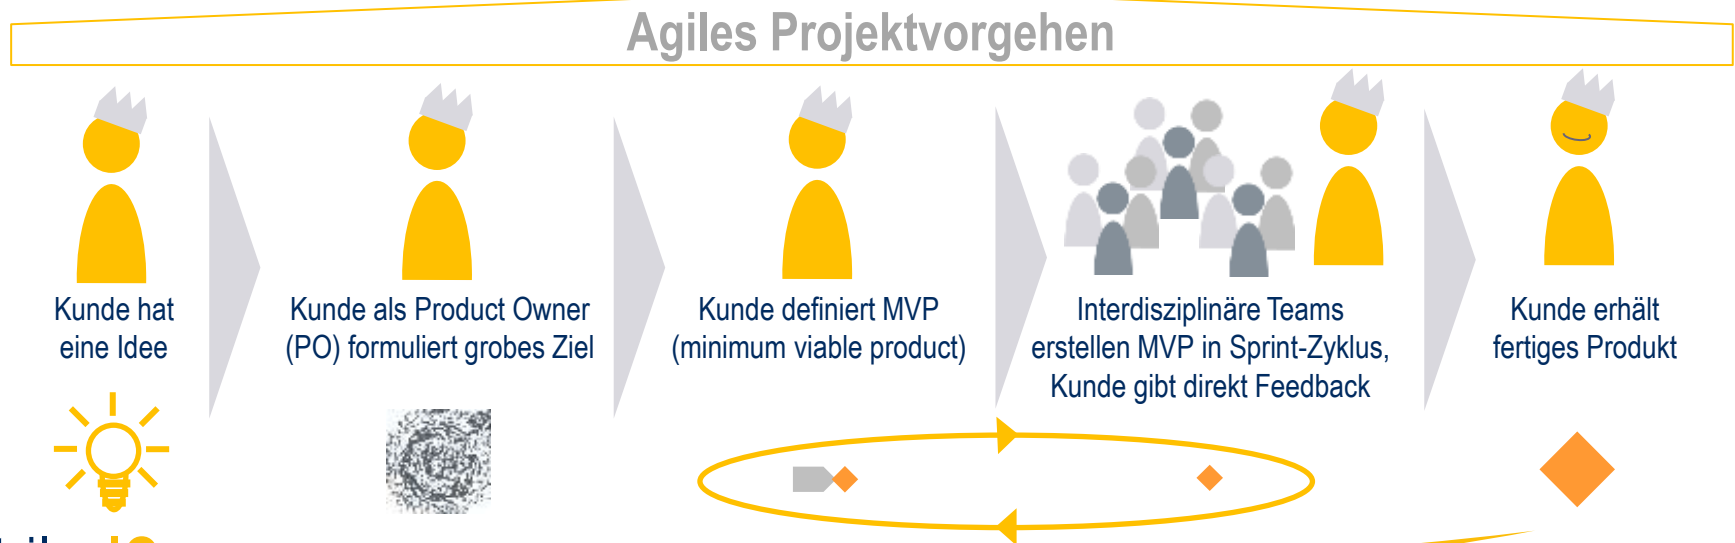 Agiles Projektvorgehen
Kunde hat
eine Idee
Kunde als Product Owner
(PO) formuliert grobes Ziel
Kunde definiert MVP
(minimum viable product)
Interdisziplinäre Teams
erstellen MVP in Sprint-Zyklus,
Kunde gibt direkt Feedback
Kunde erhält
fertiges Produkt